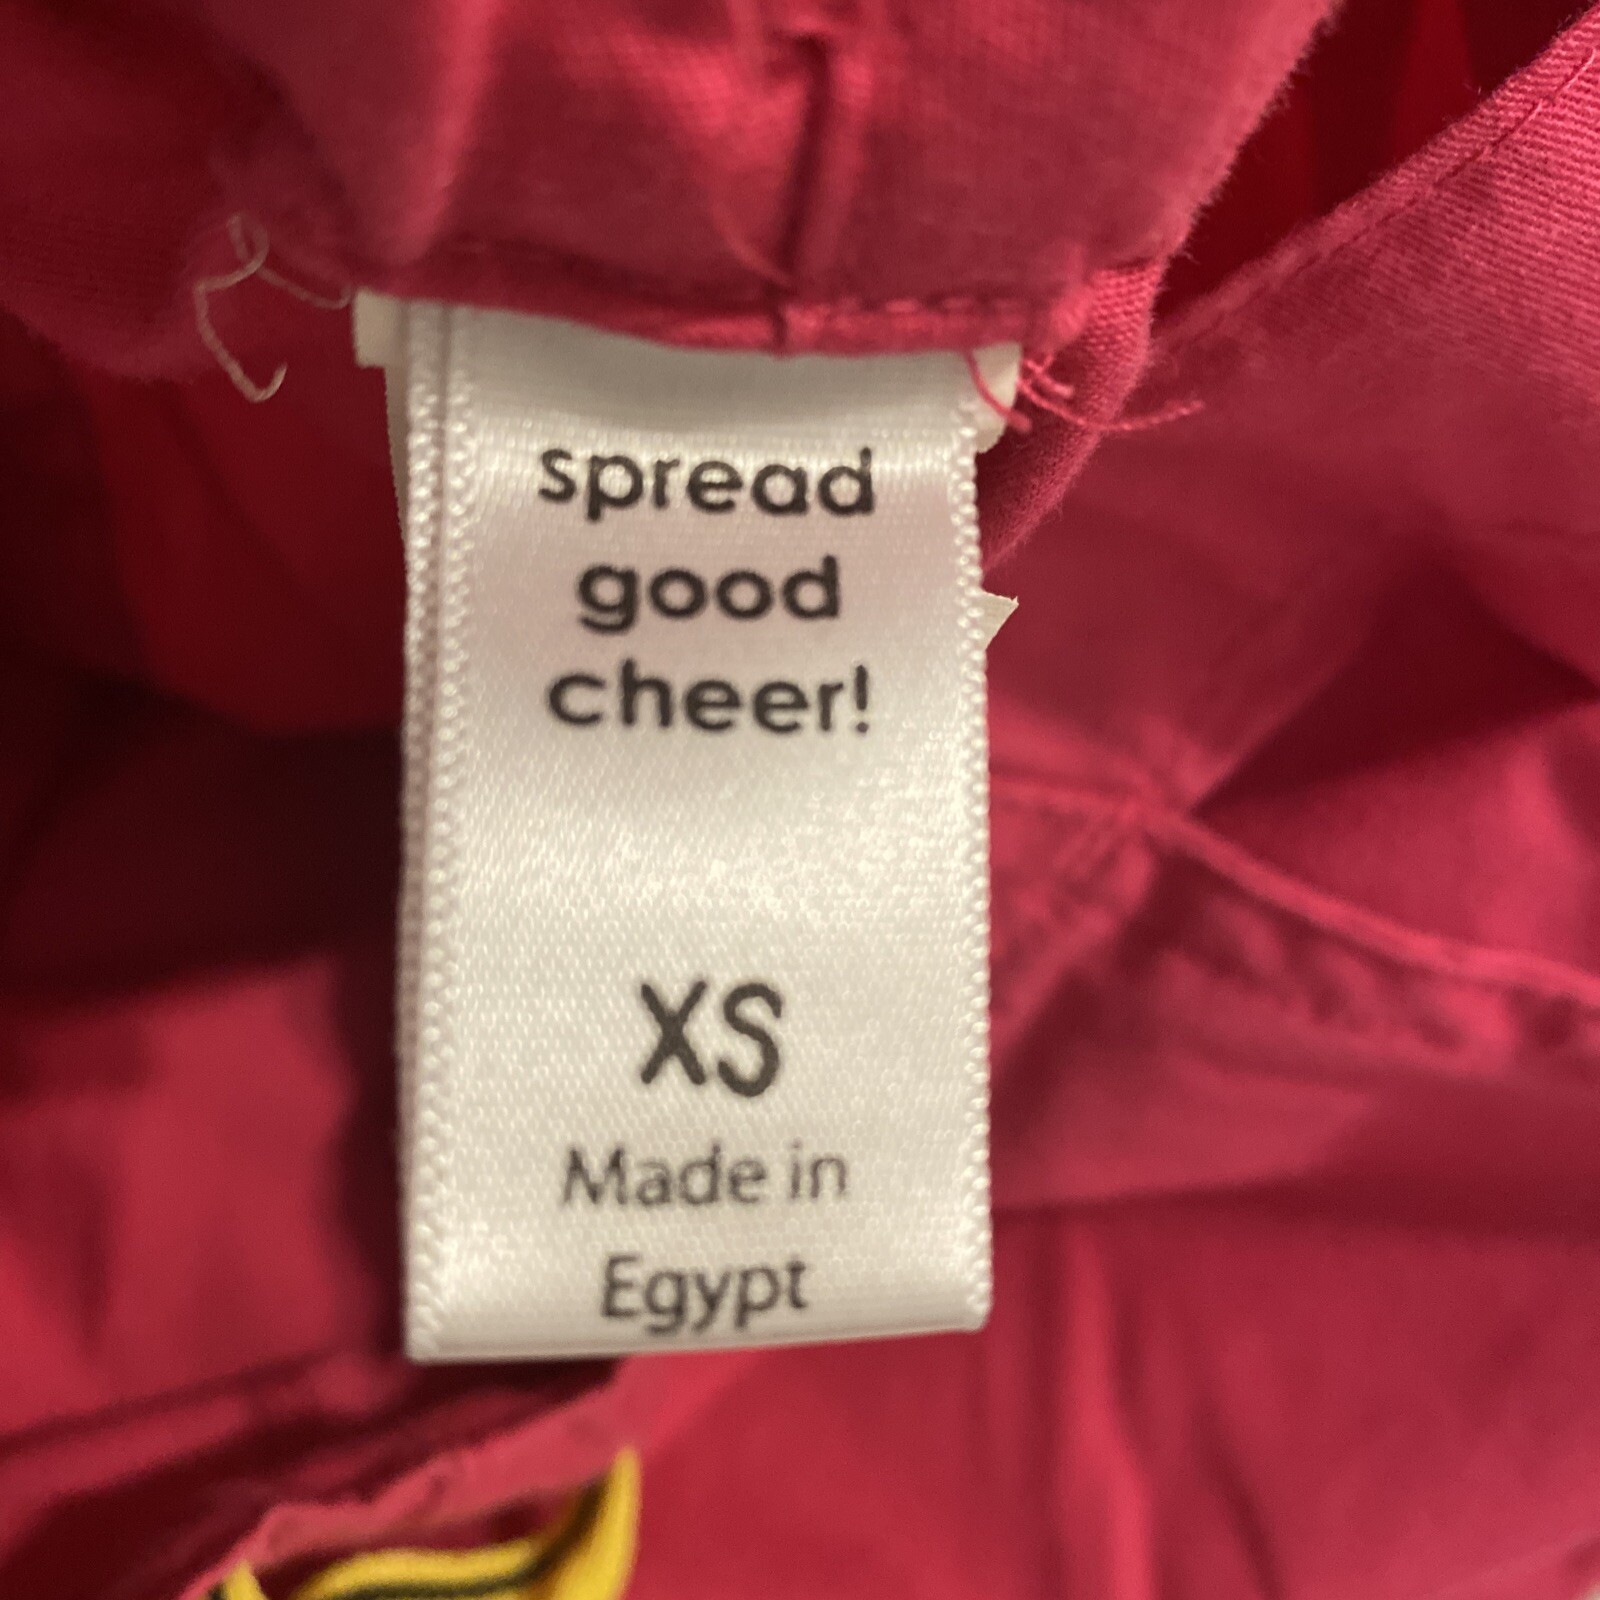 spread
good
cheer!
XS
Made in
Egypt